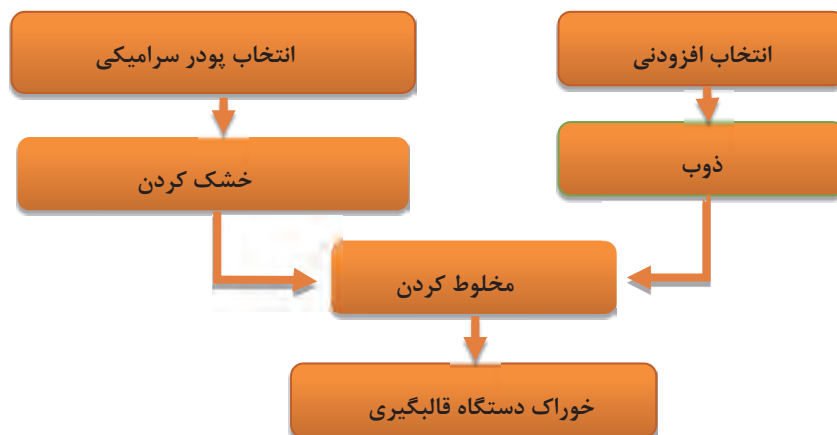 انتخاب افزودنی
انتخاب پودر سرامیکی
ذوب
خشک کردن
مخلوط کردن
خوراک دستگاه قالبگیری